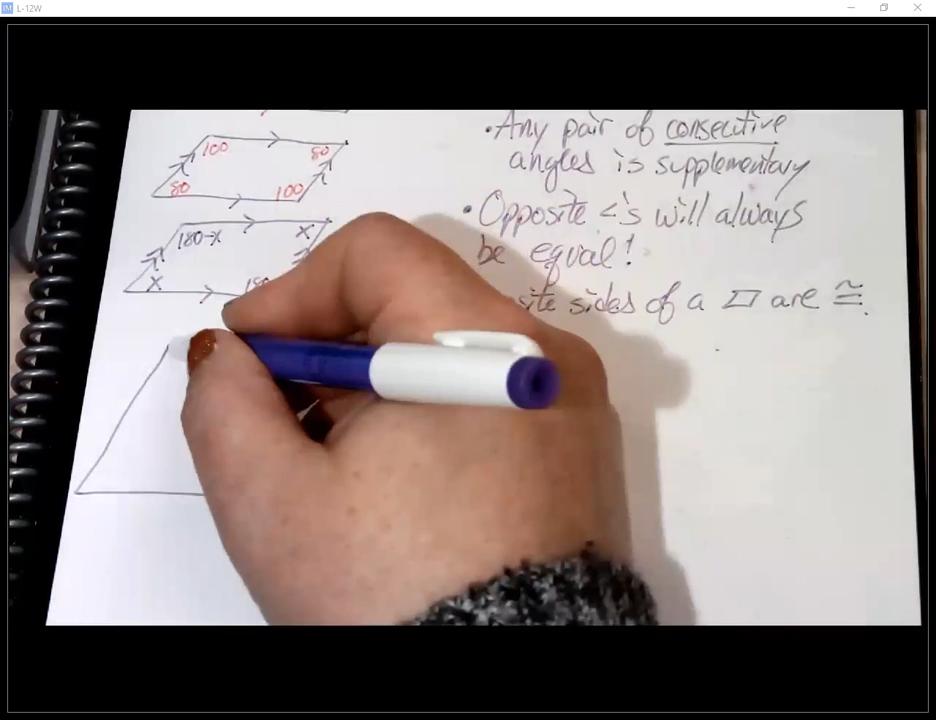 L-12W
• Any pair of consecutive
angles is supplementary
100
80
80
100
• Opposite <'s will always
be equal!
180-x
x
x
sides of a ▱ are ≅.